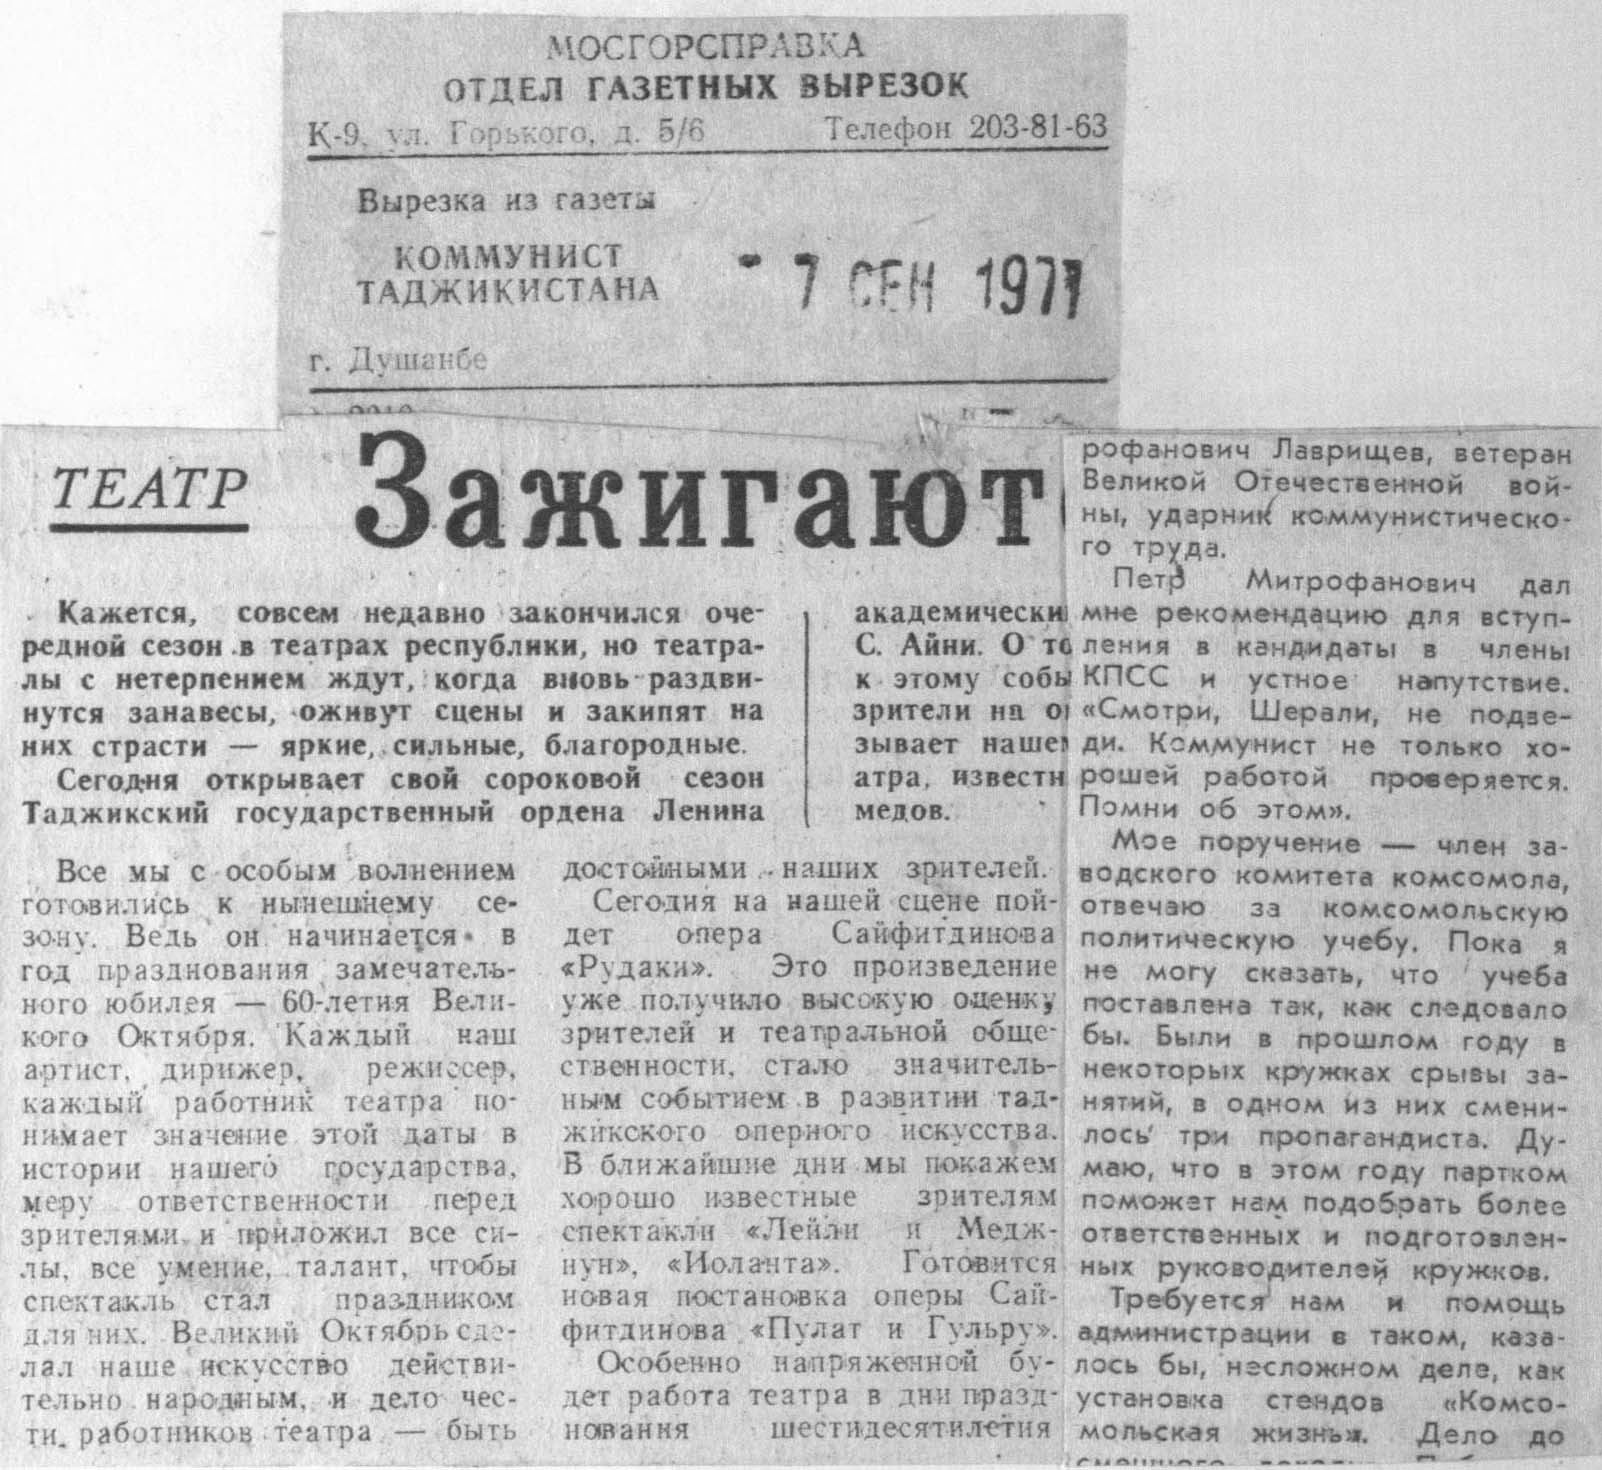 МОСГОРСПРАВКА
ОТДЕЛ ГАЗЕТНЫХ ВЫРЕЗОК
К-9, ул. Горького, д. 5/6 Телефон 203-81-63
Вырезка из газеты
КОММУНИСТ
ТАДЖИКИСТАНА
- 7 СЕН 1977
г. Душанбе
ТЕАТР
Зажигают
Кажется, совсем недавно закончился оче-
редной сезон в театрах республики, но театра-
лы с нетерпением ждут, когда вновь раздви-
нутся занавесы, оживут сцены и закипят на
них страсти — яркие, сильные, благородные.
Сегодня открывает свой сороковой сезон
Таджикский государственный ордена Ленина
академически
С. Айни. О то
к этому собы
зрители на о
зывает наше
атра, известн
медов.
Все мы с особым волнением
готовились к нынешнему се-
зону. Ведь он начинается в
год празднования замечатель-
ного юбилея — 60-летия Вели-
кого Октября. Каждый наш
артист, дирижер, режиссер,
каждый работник театра по-
нимает значение этой даты в
истории нашего государства,
меру ответственности перед
зрителями и приложил все си-
лы, все умение, талант, чтобы
спектакль стал праздником
для них. Великий Октябрь сде-
лал наше искусство действи-
тельно народным, и дело чес-
ти работников театра — быть
достойными наших зрителей.
Сегодня на нашей сцене пой-
дет опера Сайфитдинова
«Рудаки». Это произведение
уже получило высокую оценку
зрителей и театральной обще-
ственности, стало значитель-
ным событием в развитии тад-
жикского оперного искусства.
В ближайшие дни мы покажем
хорошо известные зрителям
спектакли «Лейли и Медж-
нун», «Иоланта». Готовится
новая постановка оперы Сай-
фитдинова «Пулат и Гульру».
Особенно напряженной бу-
дет работа театра в дни празд-
нования шестидесятилетия
рофанович Лаврищев, ветеран
Великой Отечественной вой-
ны, ударник коммунистическо-
го труда.
Петр Митрофанович дал
мне рекомендацию для вступ-
ления в кандидаты в члены
КПСС и устное напутствие.
«Смотри, Шерали, не подве-
ди. Коммунист не только хо-
рошей работой проверяется.
Помни об этом».
Мое поручение — член за-
водского комитета комсомола,
отвечаю за комсомольскую
политическую учебу. Пока я
не могу сказать, что учеба
поставлена так, как следовало
бы. Были в прошлом году в
некоторых кружках срывы за-
нятий, в одном из них смени-
лось три пропагандиста. Ду-
маю, что в этом году партком
поможет нам подобрать более
ответственных и подготовлен-
ных руководителей кружков.
Требуется нам и помощь
администрации в таком, каза-
лось бы, несложном деле, как
установка стендов «Комсо-
мольская жизнь». Дело до